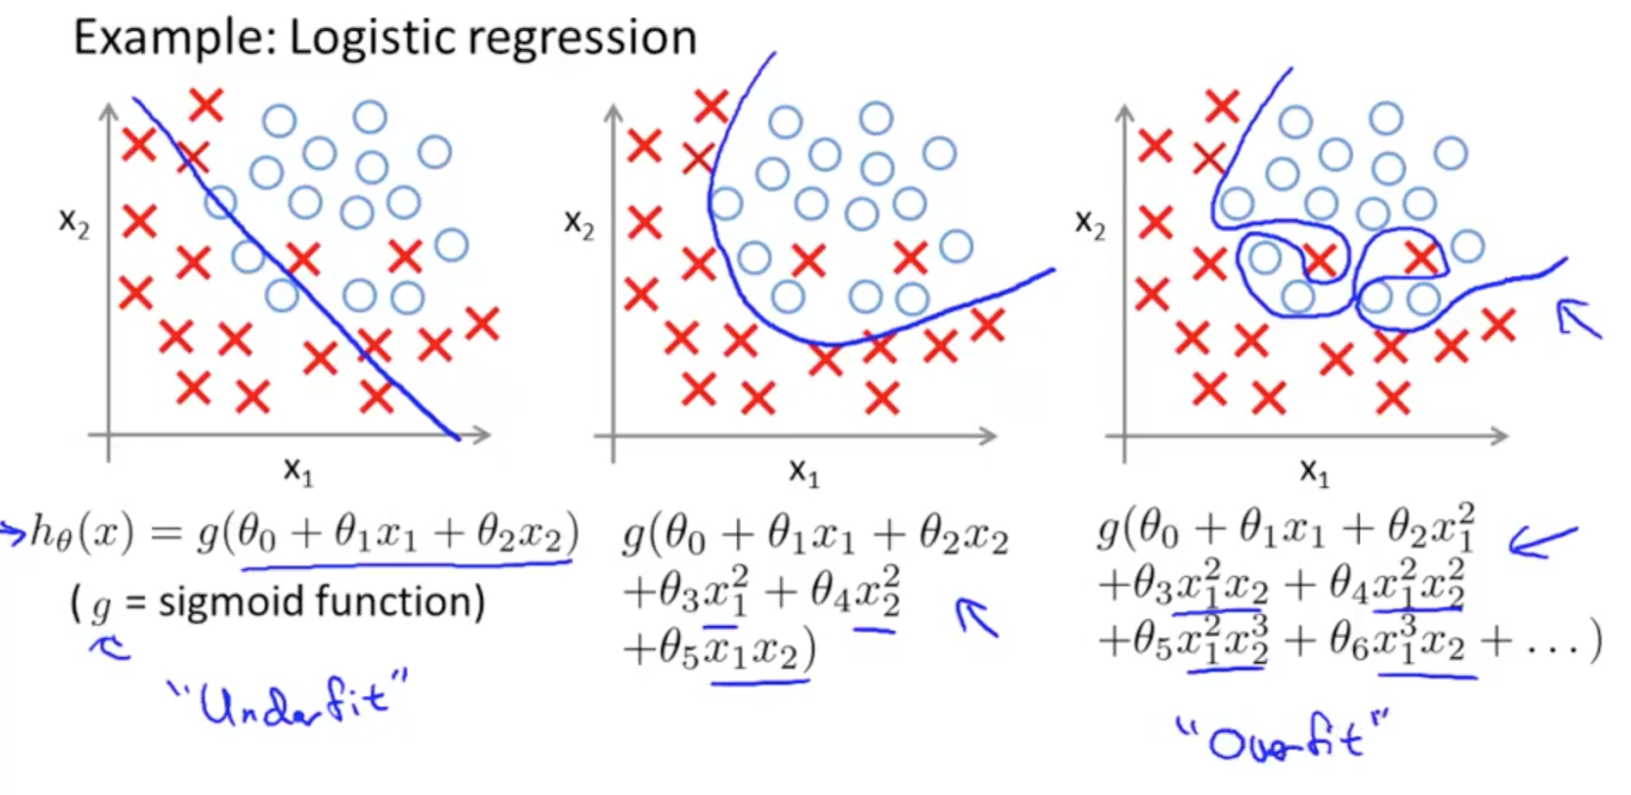 Example: Logistic regression
x₂
x₁
x₂
x₁
x₂
x₁
h_θ(x) = g(θ₀ + θ₁x₁ + θ₂x₂)
( g = sigmoid function)
"Underfit"
g(θ₀ + θ₁x₁ + θ₂x₂
+θ₃x₁² + θ₄x₂²
+θ₅x₁x₂)
g(θ₀ + θ₁x₁ + θ₂x₁²
+θ₃x₁²x₂ + θ₄x₁²x₂²
+θ₅x₁²x₂³ + θ₆x₁³x₂ + . . . )
"Overfit"